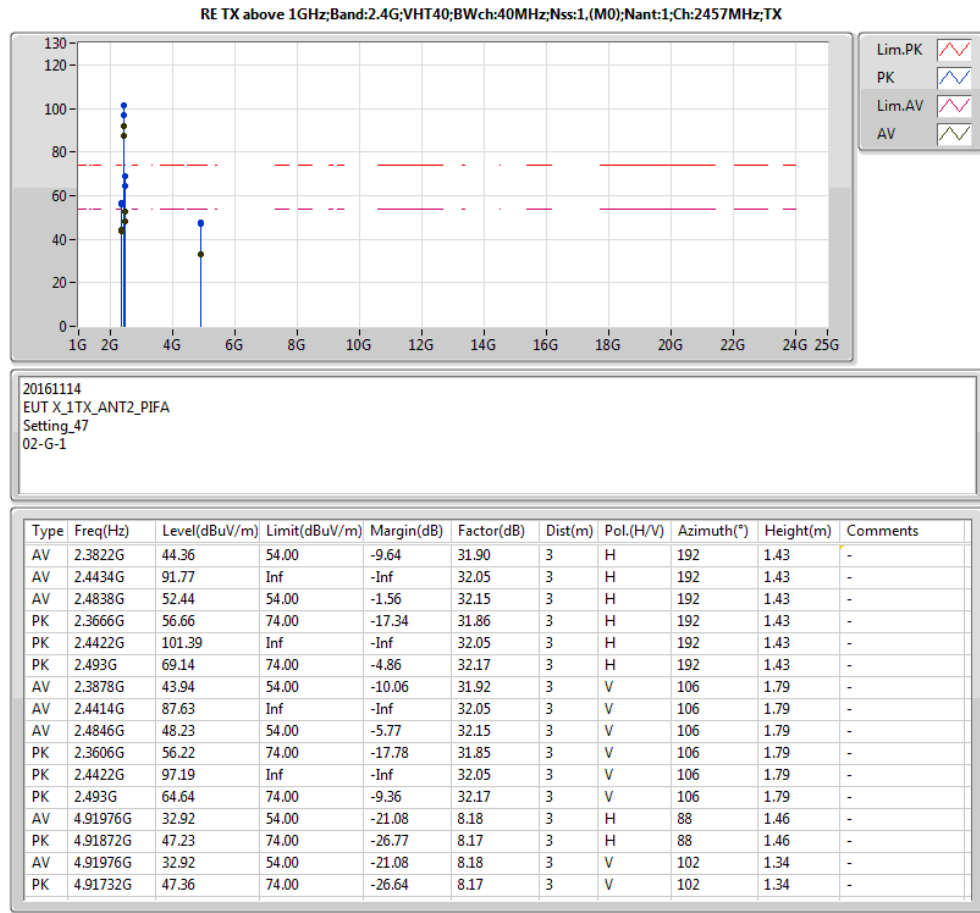 RE TX above 1GHz;Band:2.4G;VHT40;BWch:40MHz;Nss:1,(M0);Nant:1;Ch:2457MHz;TX
130
120
100
80
60
40
20
0
1G 2G 4G 6G 8G 10G 12G 14G 16G 18G 20G 22G 24G 25G
Lim.PK
PK
Lim.AV
AV
20161114
EUT X_1TX_ANT2_PIFA
Setting_47
02-G-1
Type Freq(Hz) Level(dBuV/m) Limit(dBuV/m) Margin(dB) Factor(dB) Dist(m) Pol.(H/V) Azimuth(°) Height(m) Comments
AV 2.3822G 44.36 54.00 -9.64 31.90 3 H 192 1.43 -
AV 2.4434G 91.77 Inf -Inf 32.05 3 H 192 1.43 -
AV 2.4838G 52.44 54.00 -1.56 32.15 3 H 192 1.43 -
PK 2.3666G 56.66 74.00 -17.34 31.86 3 H 192 1.43 -
PK 2.4422G 101.39 Inf -Inf 32.05 3 H 192 1.43 -
PK 2.493G 69.14 74.00 -4.86 32.17 3 H 192 1.43 -
AV 2.3878G 43.94 54.00 -10.06 31.92 3 V 106 1.79 -
AV 2.4414G 87.63 Inf -Inf 32.05 3 V 106 1.79 -
AV 2.4846G 48.23 54.00 -5.77 32.15 3 V 106 1.79 -
PK 2.3606G 56.22 74.00 -17.78 31.85 3 V 106 1.79 -
PK 2.4422G 97.19 Inf -Inf 32.05 3 V 106 1.79 -
PK 2.493G 64.64 74.00 -9.36 32.17 3 V 106 1.79 -
AV 4.91976G 32.92 54.00 -21.08 8.18 3 H 88 1.46 -
PK 4.91872G 47.23 74.00 -26.77 8.17 3 H 88 1.46 -
AV 4.91976G 32.92 54.00 -21.08 8.18 3 V 102 1.34 -
PK 4.91732G 47.36 74.00 -26.64 8.17 3 V 102 1.34 -